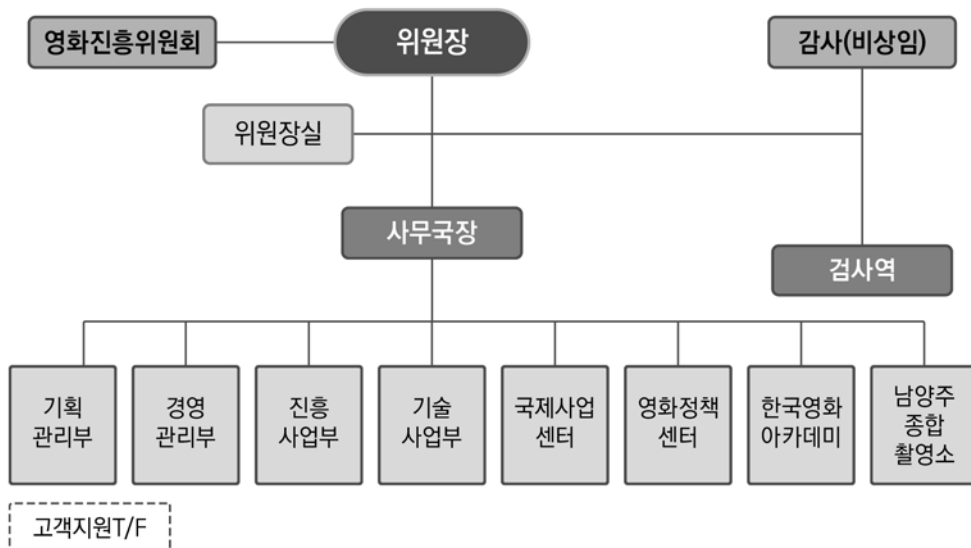 영화진흥위원회
위원장
감사(비상임)
위원장실
사무국장
검사역
기획
관리부
경영
관리부
진흥
사업부
기술
사업부
국제사업
센터
영화정책
센터
한국영화
아카데미
남양주
종합
촬영소
고객지원T/F